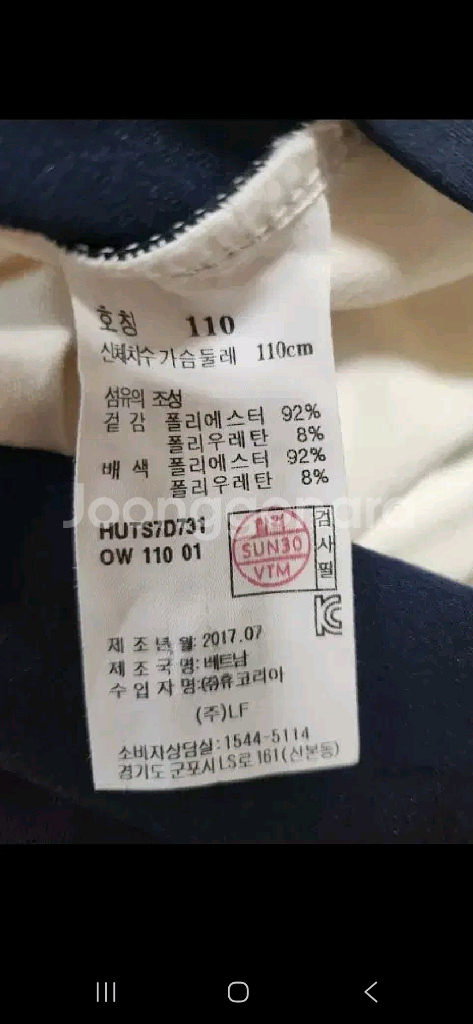 호칭 110
신체치수 가슴둘레 110cm
섬유의 조성
겉감 폴리에스터 92%
폴리우레탄 8%
배색 폴리에스터 92%
폴리우레탄 8%
Joonggonara
HUTS7D731
OW 110 01
합격
SUN30
VTM
검사필
제조년월: 2017.07
제조국명: 베트남
수입자명:(주)휴코리아
(주)LF
소비자상담실: 1544-5114
경기도 군포시 LS로 161(산본동)